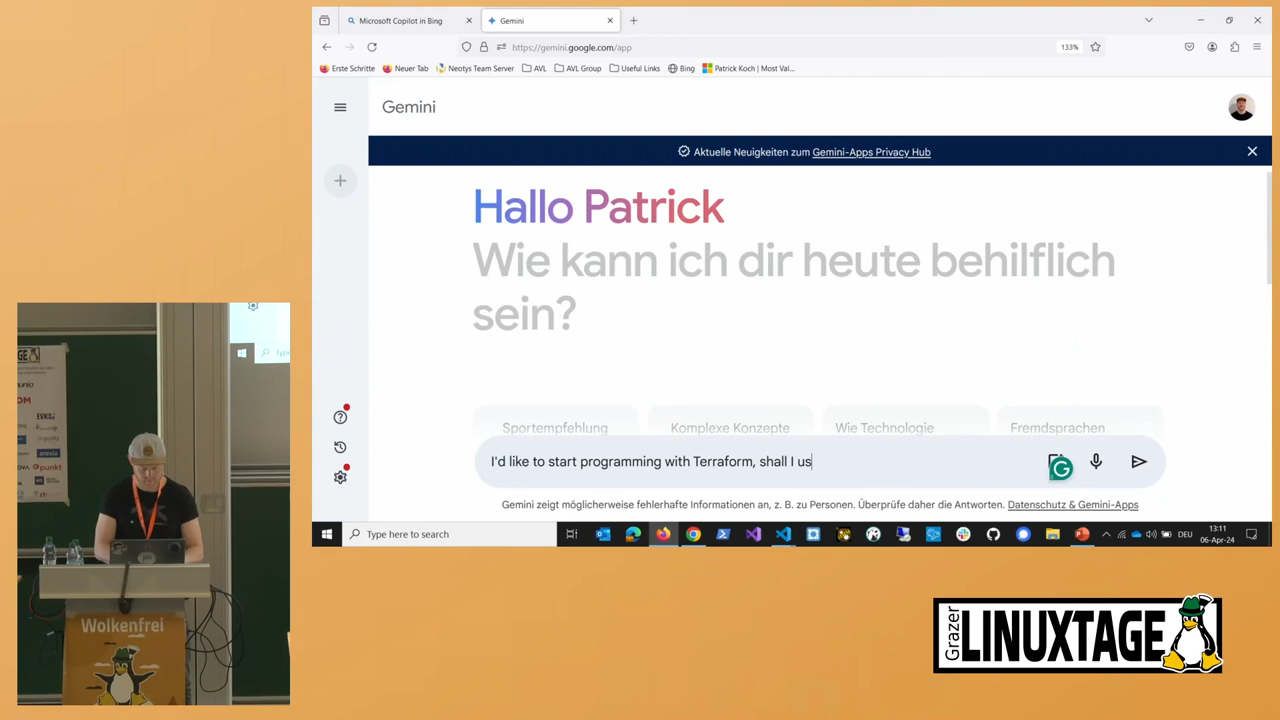 Microsoft Copilot in Bing
Gemini
https://gemini.google.com/app
133%
Erste Schritte
Neuer Tab
Neotys Team Server
AVL
AVL Group
Useful Links
Bing
Patrick Koch | Most Val...
Gemini
Aktuelle Neuigkeiten zum Gemini-Apps Privacy Hub
Hallo Patrick
Wie kann ich dir heute behilflich
sein?
Sportempfehlung
Komplexe Konzepte
Wie Technologie
Fremdsprachen
I'd like to start programming with Terraform, shall I us
Gemini zeigt möglicherweise fehlerhafte Informationen an, z. B. zu Personen. Überprüfe daher die Antworten. Datenschutz & Gemini-Apps
Type here to search
DEU
13:11
06-Apr-24
TAGE
Wolkenfrei
Grazer
LINUXTAGE